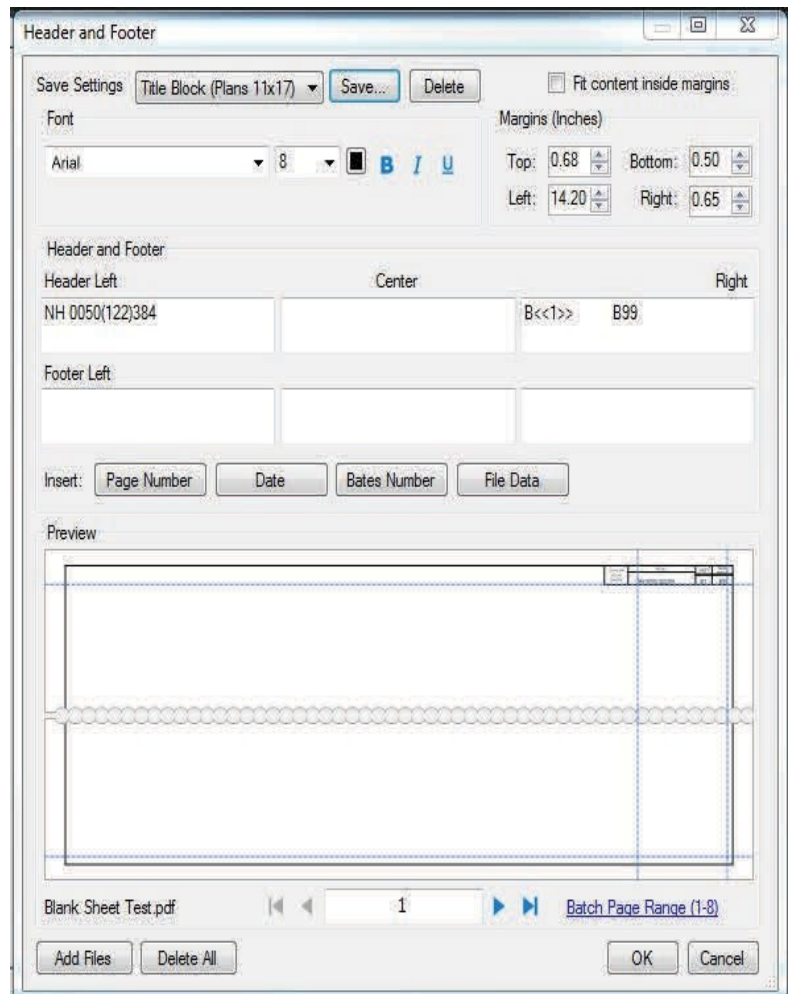 Header and Footer
Save Settings Title Block (Plans 11x17) Save... Delete Fit content inside margins
Font Margins (Inches)
Arial 8 B I U Top: 0.68 Bottom: 0.50
Left: 14.20 Right: 0.65
Header and Footer
Header Left Center Right
NH 0050(122)384 B<<1>> B99
Footer Left
Insert: Page Number Date Bates Number File Data
Preview
Blank Sheet Test.pdf 1 Batch Page Range (1-8)
Add Files Delete All OK Cancel